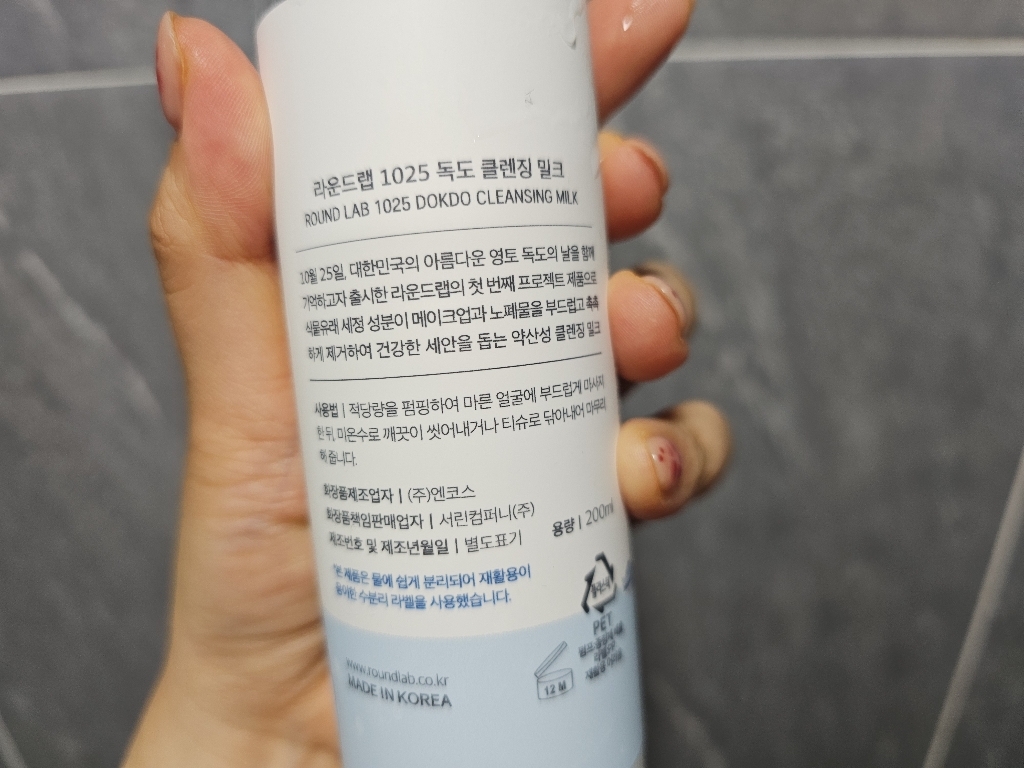 라운드랩 1025 독도 클렌징 밀크
ROUND LAB 1025 DOKDO CLEANSING MILK
10월 25일, 대한민국의 아름다운 영토 독도의 날을 함께
기억하고자 출시한 라운드랩의 첫 번째 프로젝트 제품으로
식물유래 세정 성분이 메이크업과 노폐물을 부드럽고 촉촉
하게 제거하여 건강한 세안을 돕는 약산성 클렌징 밀크
사용법 | 적당량을 펌핑하여 마른 얼굴에 부드럽게 마사지
한 뒤, 미온수로 깨끗이 씻어내거나 티슈로 닦아내어 마무리
해 줍니다.
화장품제조업자 | (주)엔코스
화장품책임판매업자 | 서린컴퍼니(주)
제조번호 및 제조년월일 | 별도표기
용량 | 200ml
*본 제품은 물에 쉽게 분리되어 재활용이
용이한 수분리 라벨을 사용했습니다.
PET
www.roundlab.co.kr
MADE IN KOREA
12 M